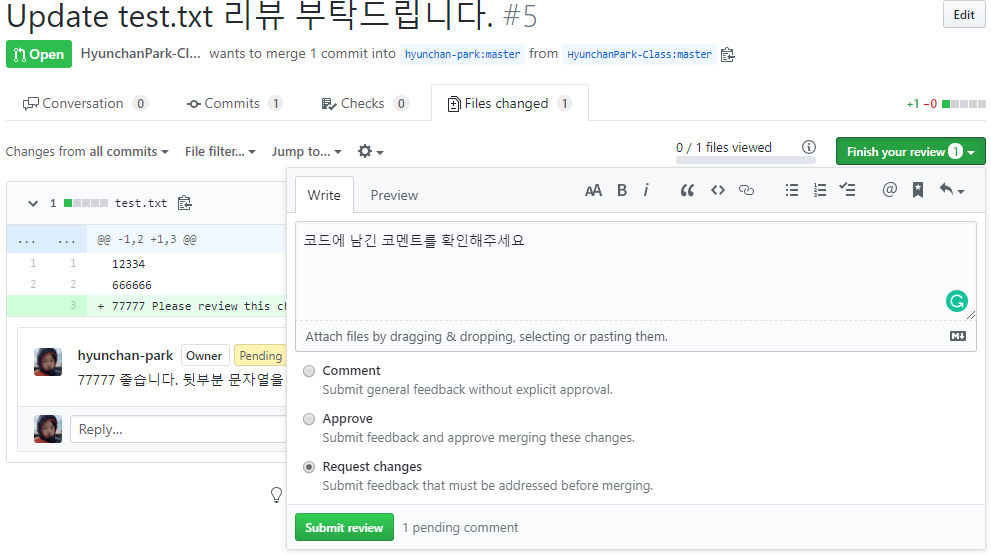 Update test.txt 리뷰 부탁드립니다. #5
Edit
Open HyunchanPark-Cl... wants to merge 1 commit into hyunchan-park:master from HyunchanPark-Class:master
Conversation 0 Commits 1 Checks 0 Files changed 1 +1 −0
Changes from all commits File filter... Jump to... 0 / 1 files viewed Finish your review 1
1 test.txt
... ... @@ -1,2 +1,3 @@
1 1 12334
2 2 666666
3 + 77777 Please review this
hyunchan-park Owner Pending
77777 좋습니다. 뒷부분 문자열을
Reply...
Write Preview AA B i
코드에 남긴 코멘트를 확인해주세요
Attach files by dragging & dropping, selecting or pasting them.
Comment
Submit general feedback without explicit approval.
Approve
Submit feedback and approve merging these changes.
Request changes
Submit feedback that must be addressed before merging.
Submit review 1 pending comment